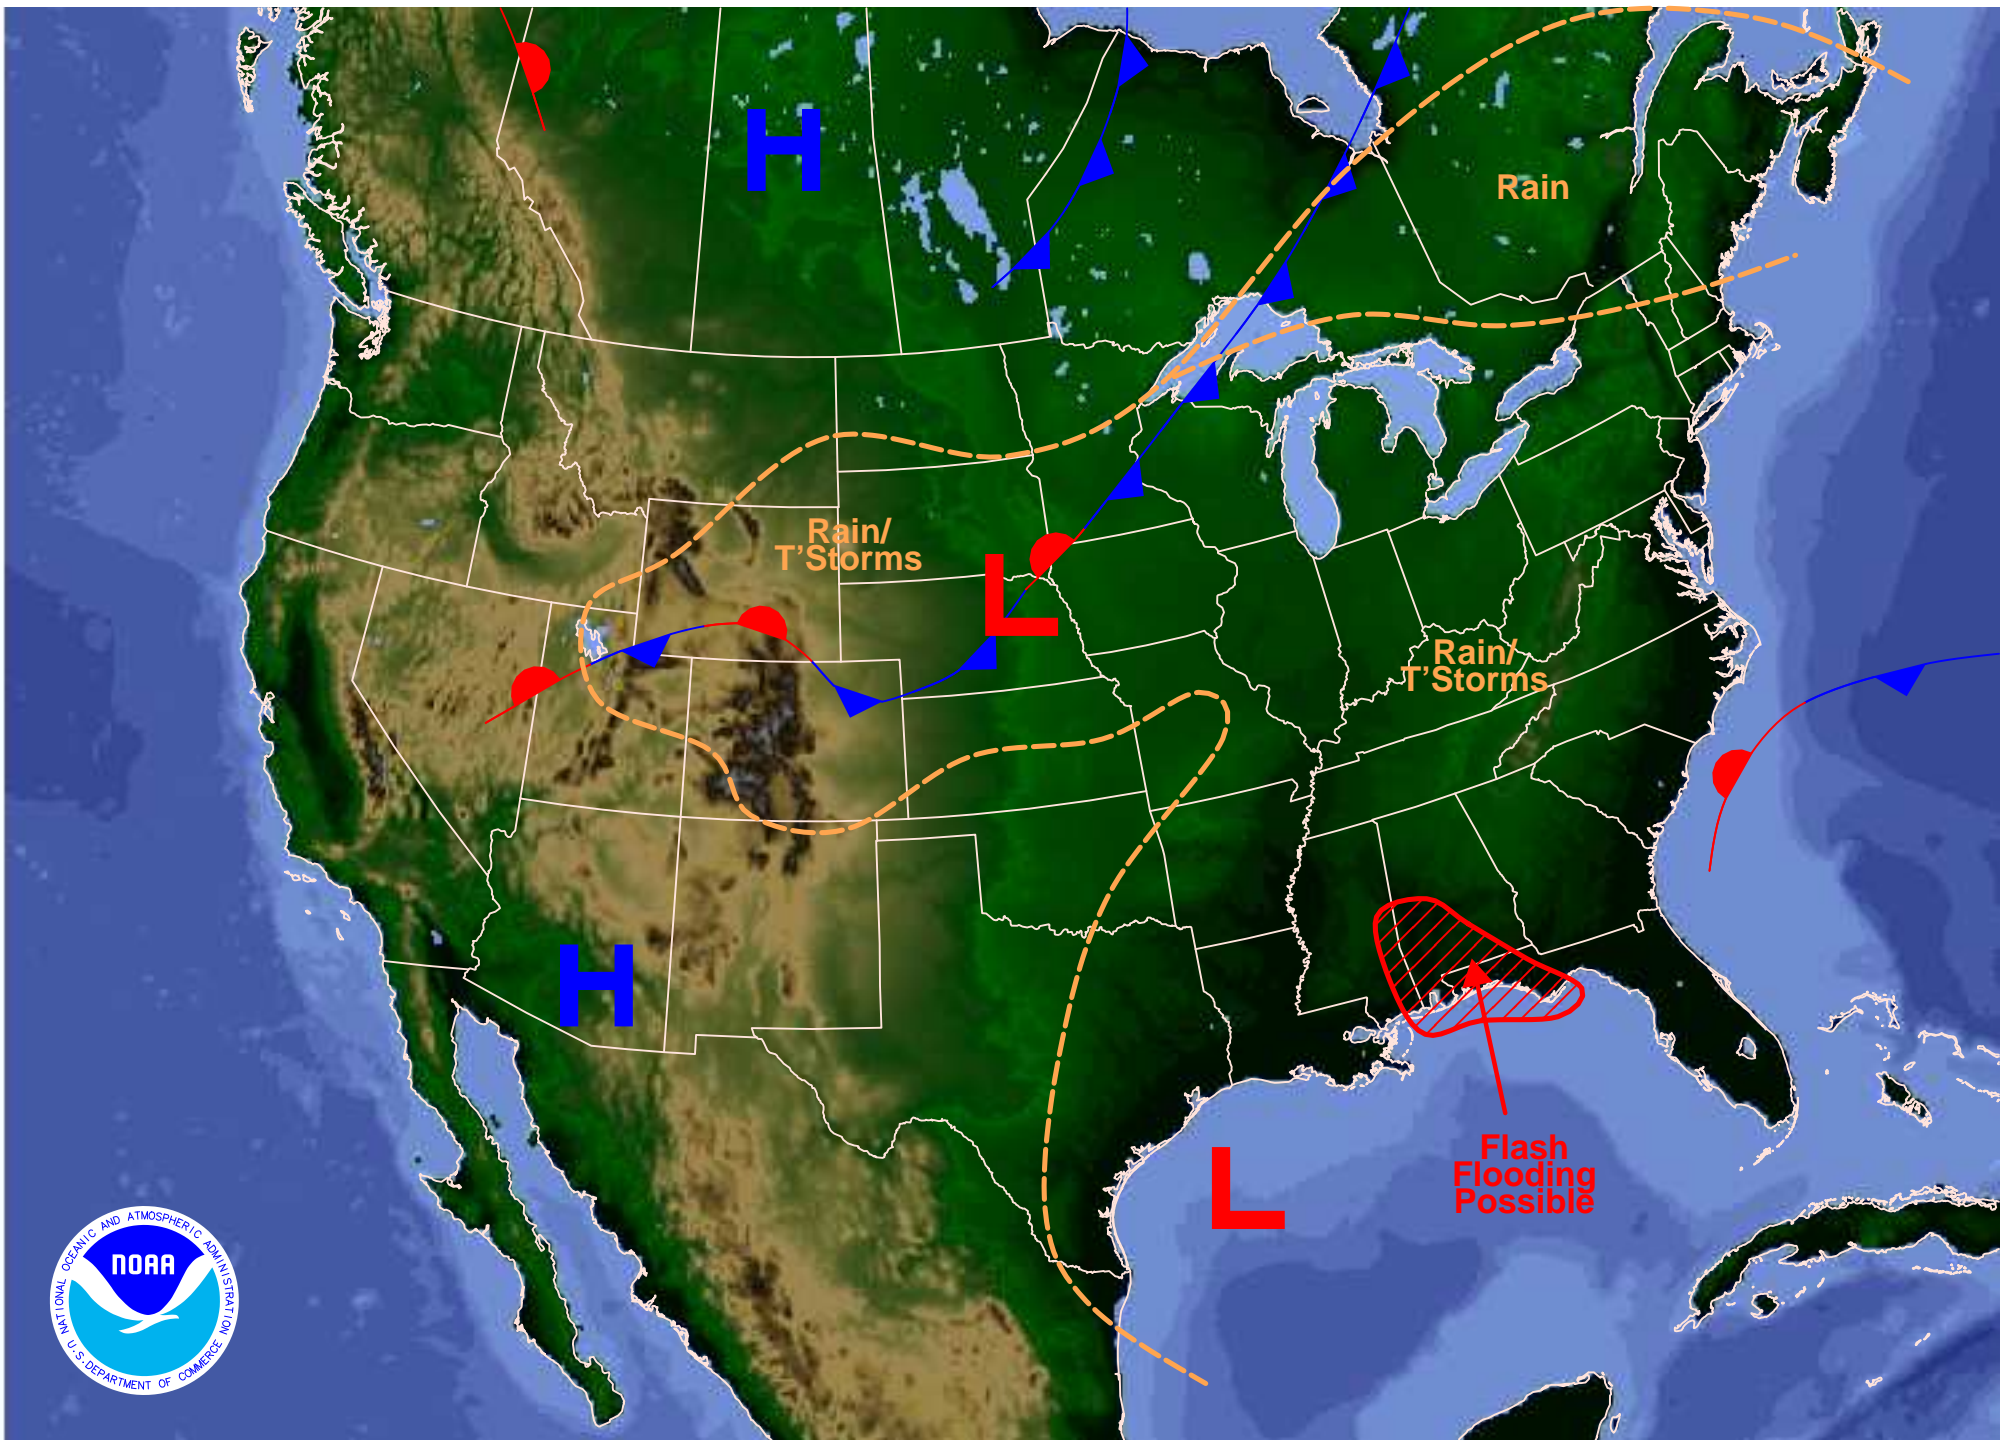 H
Rain
Rain/
T'Storms
L
Rain/
T'Storms
H
Flash
Flooding
Possible
L
NOAA
NATIONAL OCEANIC AND ATMOSPHERIC ADMINISTRATION
U.S. DEPARTMENT OF COMMERCE